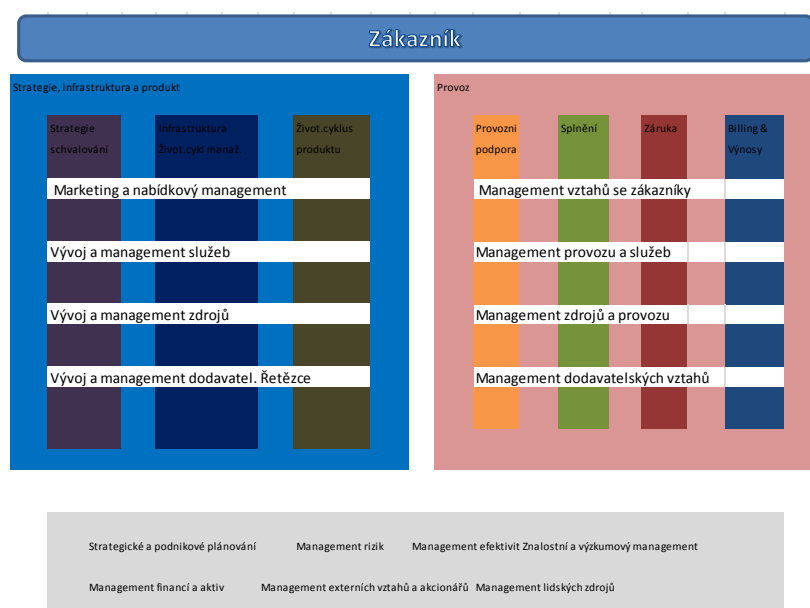 Zákazník
Strategie, infrastruktura a produkt
Strategie
schvalování
Infrastruktura
Život.cykl manaž.
Život.cyklus
produktu
Marketing a nabídkový management
Vývoj a management služeb
Vývoj a management zdrojů
Vývoj a management dodavatel. Řetězce
Provoz
Provozni
podpora
Splnění
Záruka
Billing &
Výnosy
Management vztahů se zákazníky
Management provozu a služeb
Management zdrojů a provozu
Management dodavatelských vztahů
Strategické a podnikové plánování
Management rizik
Management efektivit Znalostní a výzkumový management
Management financí a aktiv
Management externích vztahů a akcionářů
Management lidských zdrojů